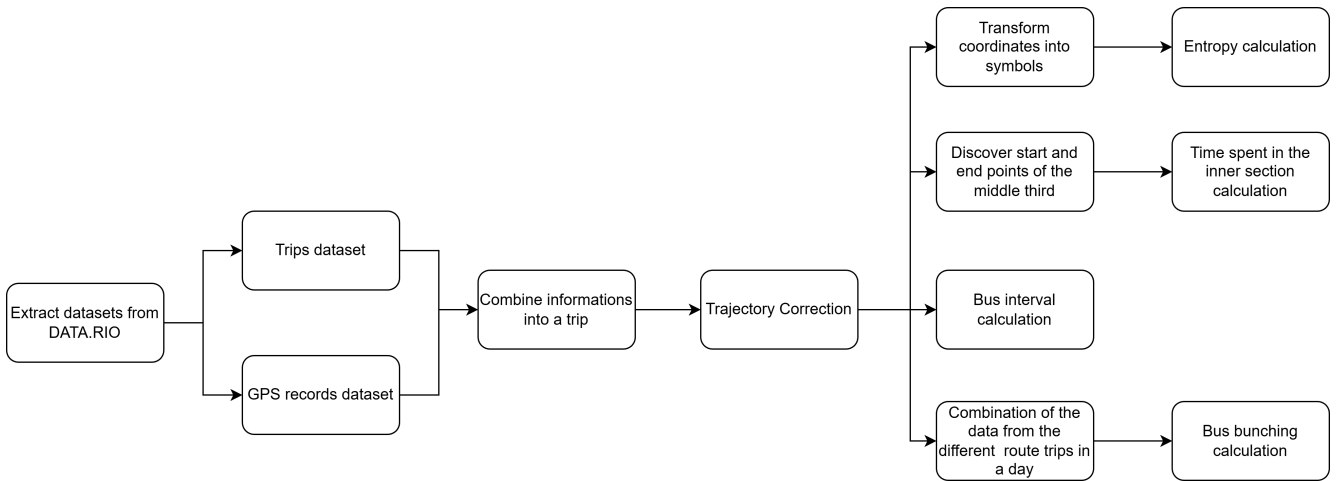 Extract datasets from
DATA.RIO
Trips dataset
GPS records dataset
Combine informations
into a trip
Trajectory Correction
Transform
coordinates into
symbols
Entropy calculation
Discover start and
end points of the
middle third
Time spent in the
inner section
calculation
Bus interval
calculation
Combination of the
data from the
different route trips in
a day
Bus bunching
calculation